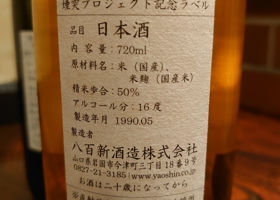 煙突プロジェクト記念ラベル
品目 日本酒
内容量：720ml
原材料名：米（国産）、
米麹（国産米）
精米歩合：50%
アルコール分：16度
製造年月 1990.05
製造者
八百新酒造株式会社
山口県岩国市今津町三丁目18番9号
0827-21-3185 | www.yaoshin.co.jp
お酒は二十歳になってから